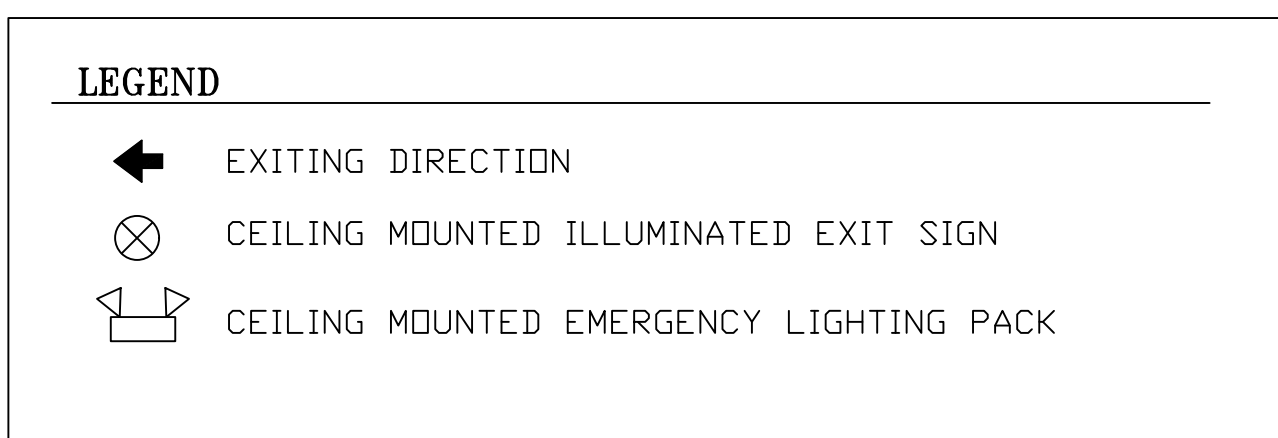 LEGEND
EXITING DIRECTION
CEILING MOUNTED ILLUMINATED EXIT SIGN
CEILING MOUNTED EMERGENCY LIGHTING PACK